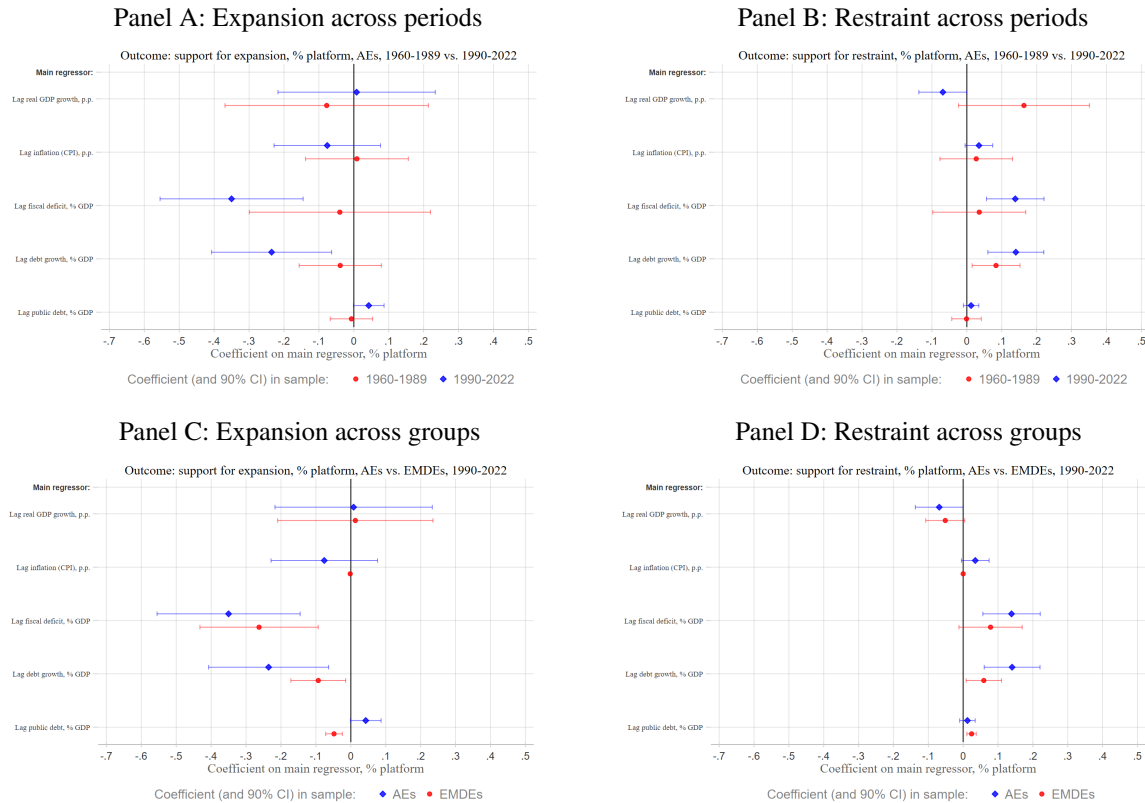 Panel A: Expansion across periods
Outcome: support for expansion, % platform, AEs, 1960-1989 vs. 1990-2022
Main regressor:
Lag real GDP growth, p.p.
Lag inflation (CPI), p.p.
Lag fiscal deficit, % GDP
Lag debt growth, % GDP
Lag public debt, % GDP
-.7 -.6 -.5 -.4 -.3 -.2 -.1 0 .1 .2 .3 .4 .5
Coefficient on main regressor, % platform
Coefficient (and 90% CI) in sample: 1960-1989 1990-2022
Panel B: Restraint across periods
Outcome: support for restraint, % platform, AEs, 1960-1989 vs. 1990-2022
Main regressor:
Lag real GDP growth, p.p.
Lag inflation (CPI), p.p.
Lag fiscal deficit, % GDP
Lag debt growth, % GDP
Lag public debt, % GDP
-.7 -.6 -.5 -.4 -.3 -.2 -.1 0 .1 .2 .3 .4 .5
Coefficient on main regressor, % platform
Coefficient (and 90% CI) in sample: 1960-1989 1990-2022
Panel C: Expansion across groups
Outcome: support for expansion, % platform, AEs vs. EMDEs, 1990-2022
Main regressor:
Lag real GDP growth, p.p.
Lag inflation (CPI), p.p.
Lag fiscal deficit, % GDP
Lag debt growth, % GDP
Lag public debt, % GDP
-.7 -.6 -.5 -.4 -.3 -.2 -.1 0 .1 .2 .3 .4 .5
Coefficient on main regressor, % platform
Coefficient (and 90% CI) in sample: AEs EMDEs
Panel D: Restraint across groups
Outcome: support for restraint, % platform, AEs vs. EMDEs, 1990-2022
Main regressor:
Lag real GDP growth, p.p.
Lag inflation (CPI), p.p.
Lag fiscal deficit, % GDP
Lag debt growth, % GDP
Lag public debt, % GDP
-.7 -.6 -.5 -.4 -.3 -.2 -.1 0 .1 .2 .3 .4 .5
Coefficient on main regressor, % platform
Coefficient (and 90% CI) in sample: AEs EMDEs